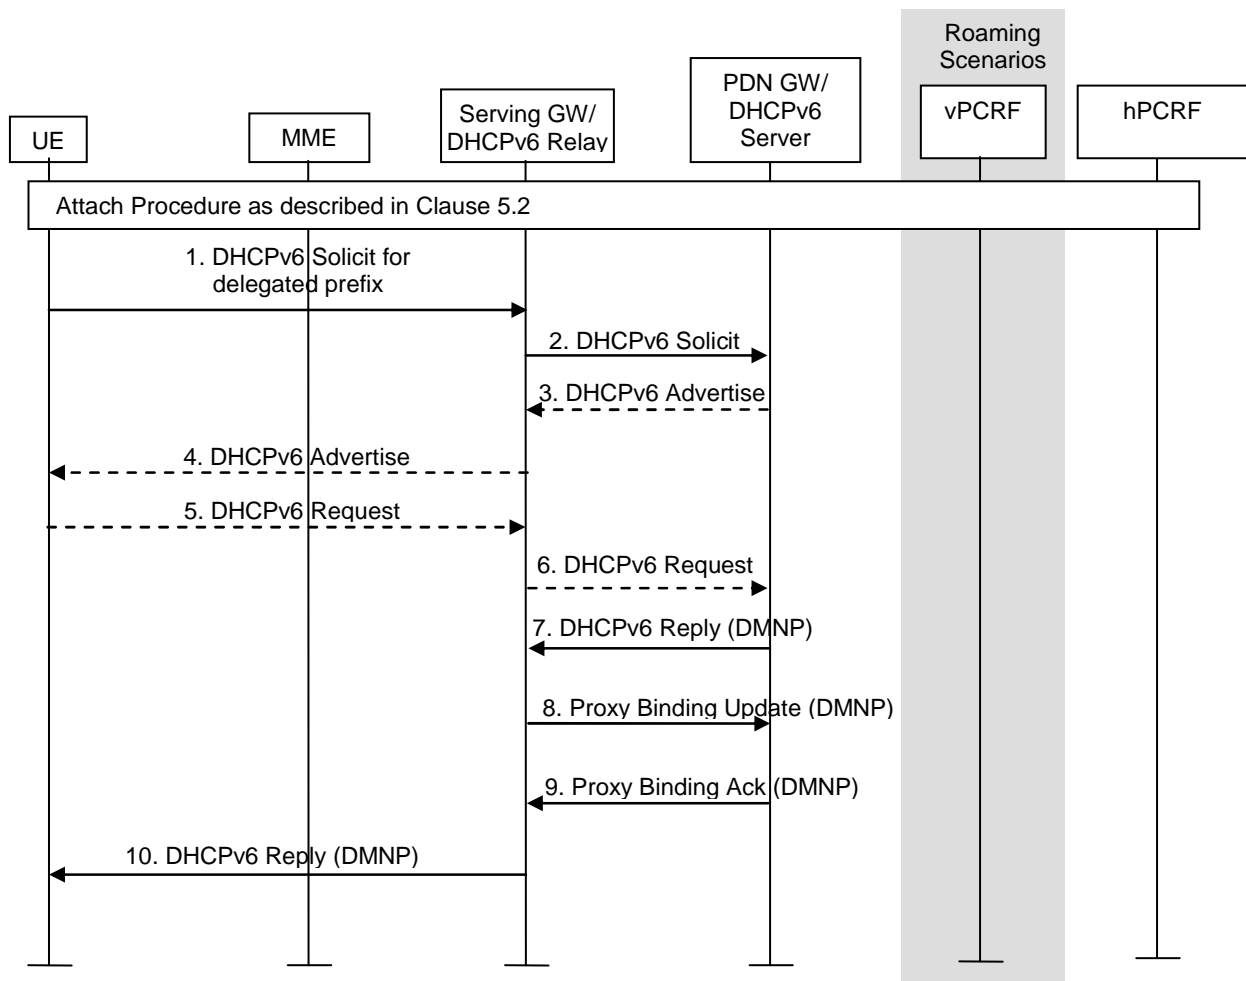 Roaming
Scenarios
UE
MME
Serving GW/
DHCPv6 Relay
PDN GW/
DHCPv6
Server
vPCRF
hPCRF
Attach Procedure as described in Clause 5.2
1. DHCPv6 Solicit for
delegated prefix
2. DHCPv6 Solicit
3. DHCPv6 Advertise
4. DHCPv6 Advertise
5. DHCPv6 Request
6. DHCPv6 Request
7. DHCPv6 Reply (DMNP)
8. Proxy Binding Update (DMNP)
9. Proxy Binding Ack (DMNP)
10. DHCPv6 Reply (DMNP)